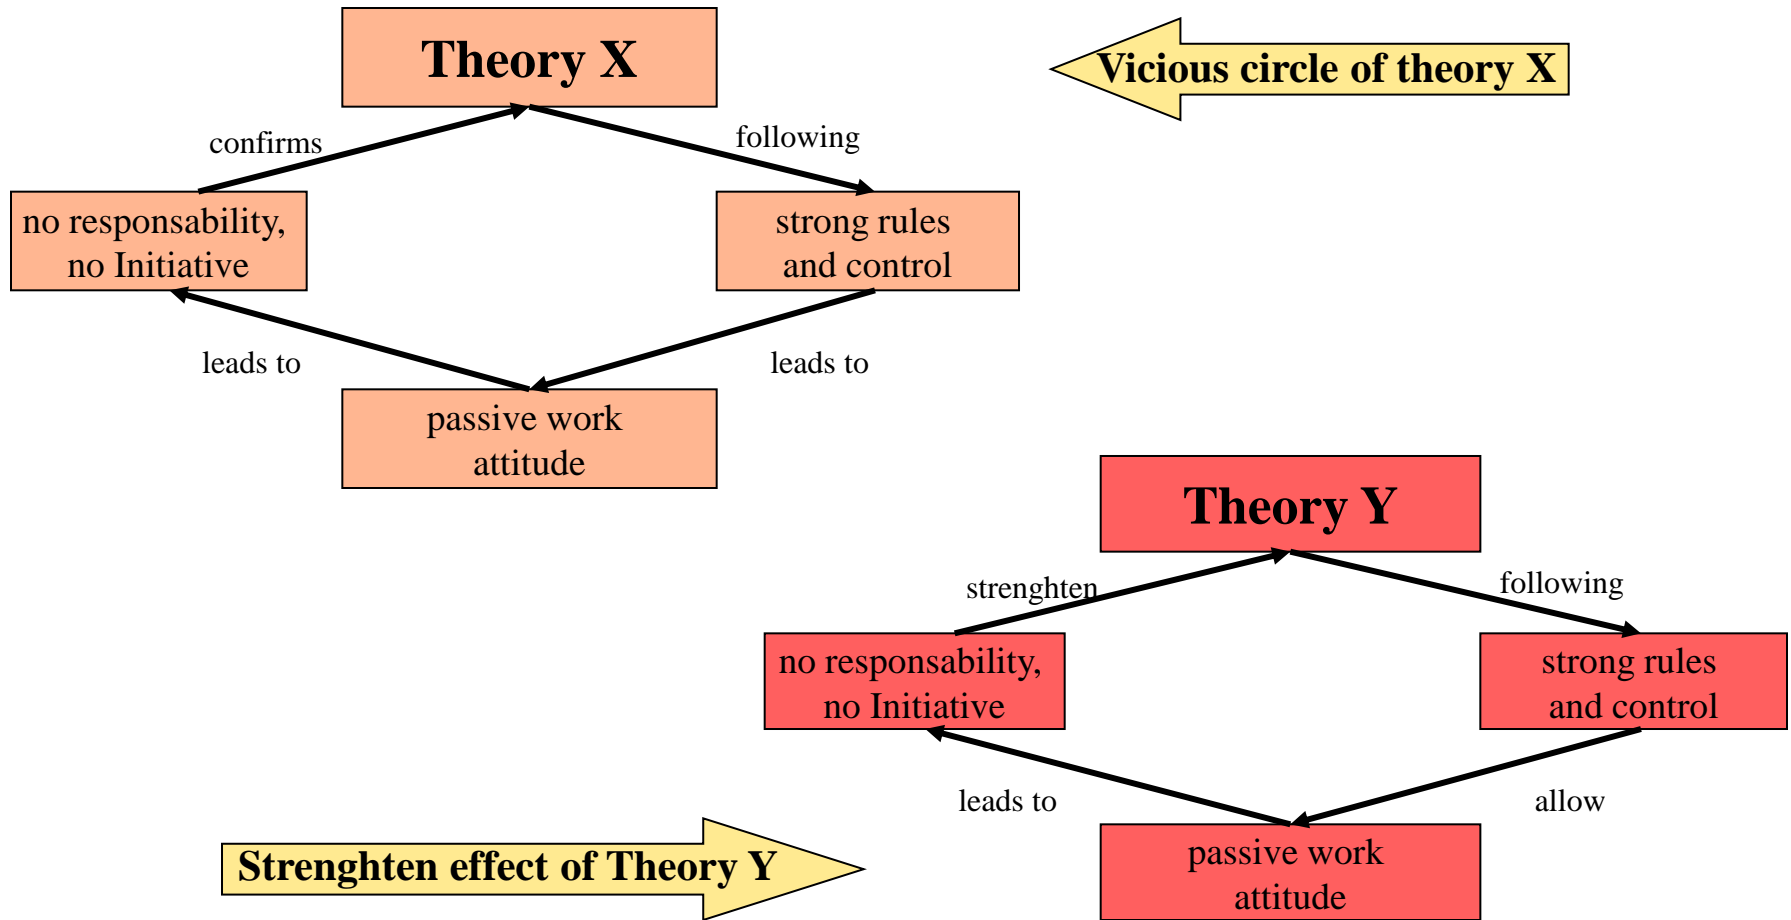 Theory X
Vicious circle of theory X
confirms
following
no responsability,
no Initiative
strong rules
and control
leads to
leads to
passive work
attitude
Theory Y
strenghten
following
no responsability,
no Initiative
strong rules
and control
leads to
allow
Strenghten effect of Theory Y
passive work
attitude